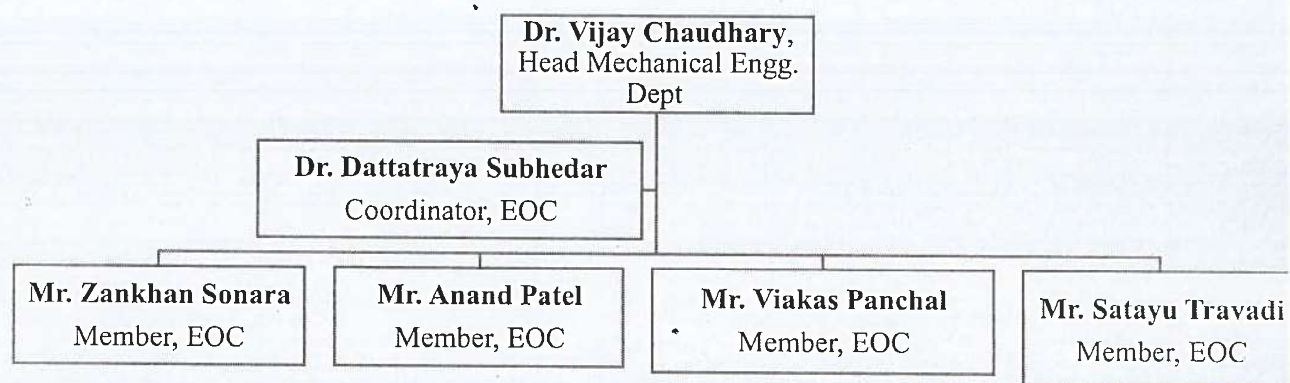 Dr. Vijay Chaudhary,
Head Mechanical Engg.
Dept
Dr. Dattatraya Subhedar
Coordinator, EOC
Mr. Zankhan Sonara
Member, EOC
Mr. Anand Patel
Member, EOC
Mr. Viakas Panchal
Member, EOC
Mr. Satayu Travadi
Member, EOC